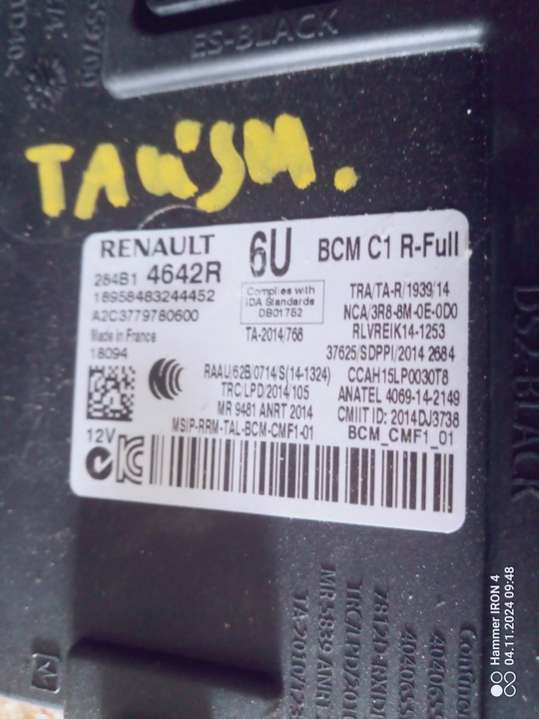 ES-BLACK
RENAULT 6U BCM C1 R-Full
284B1 4642R
18958483244452
A2C3779780600
Made in France
18094
Complies with
IDA Standards
DB01752
TA-2014/768
TRA/TA-R/1939/14
NCA/3R8-8M-0E-0D0
RLVREIK14-1253
37625/SDPPI/2014 2684
RAAU/62B/0714/S(14-1324) CCAH15LP0030T8
TRC/LPD/2014/105 ANATEL 4069-14-2149
MR 9481 ANRT 2014 CMIIT ID: 2014DJ3738
MSIP-RRM-TAL-BCM-CMF1-01 BCM_CMF1_01
12V
DS2-BLACK
Hammer IRON 4
04.11.2024 09:48